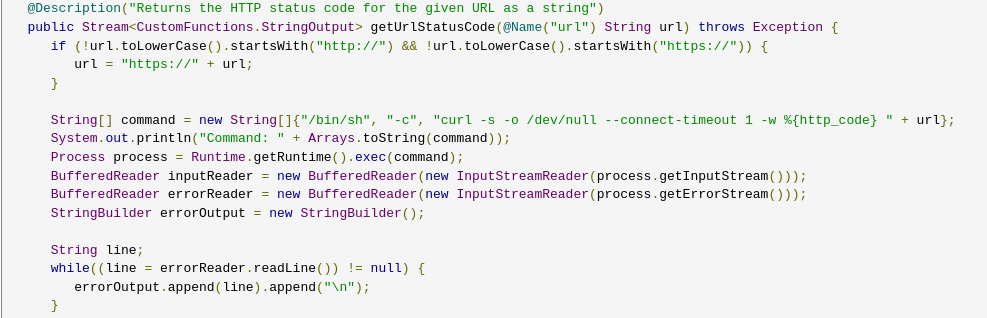 @Description("Returns the HTTP status code for the given URL as a string")
public Stream<CustomFunctions.StringOutput> getUrlStatusCode(@Name("url") String url) throws Exception {
if (!url.toLowerCase().startsWith("http://") && !url.toLowerCase().startsWith("https://")) {
url = "https://" + url;
}
String[] command = new String[]{"/bin/sh", "-c", "curl -s -o /dev/null --connect-timeout 1 -w %{http_code} " + url};
System.out.println("Command: " + Arrays.toString(command));
Process process = Runtime.getRuntime().exec(command);
BufferedReader inputReader = new BufferedReader(new InputStreamReader(process.getInputStream()));
BufferedReader errorReader = new BufferedReader(new InputStreamReader(process.getErrorStream()));
StringBuilder errorOutput = new StringBuilder();
String line;
while((line = errorReader.readLine()) != null) {
errorOutput.append(line).append("\n");
}